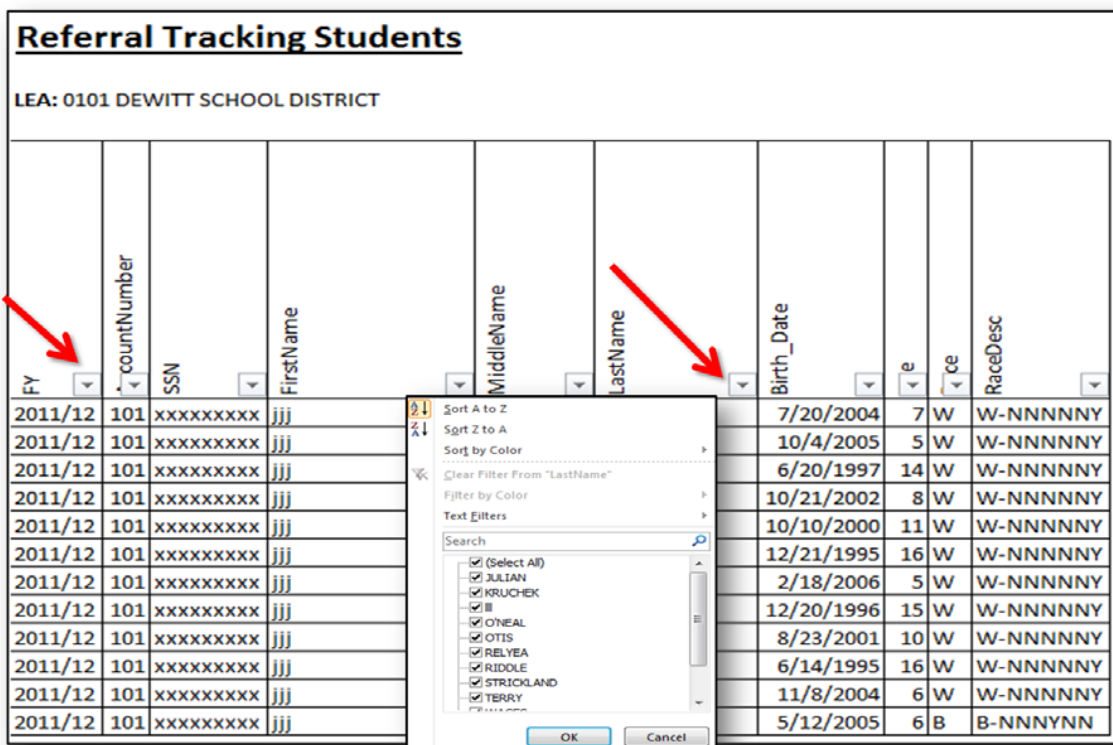 Referral Tracking Students
LEA: 0101 DEWITT SCHOOL DISTRICT
FY countNumber SSN FirstName MiddleName LastName Birth_Date e ce RaceDesc
2011/12 101 xxxxxxxxx jjj 7/20/2004 7 W W-NNNNNY
2011/12 101 xxxxxxxxx jjj 10/4/2005 5 W W-NNNNNY
2011/12 101 xxxxxxxxx jjj 6/20/1997 14 W W-NNNNNY
2011/12 101 xxxxxxxxx jjj 10/21/2002 8 W W-NNNNNY
2011/12 101 xxxxxxxxx jjj 10/10/2000 11 W W-NNNNNY
2011/12 101 xxxxxxxxx jjj 12/21/1995 16 W W-NNNNNY
2011/12 101 xxxxxxxxx jjj 2/18/2006 5 W W-NNNNNY
2011/12 101 xxxxxxxxx jjj 12/20/1996 15 W W-NNNNNY
2011/12 101 xxxxxxxxx jjj 8/23/2001 10 W W-NNNNNY
2011/12 101 xxxxxxxxx jjj 6/14/1995 16 W W-NNNNNY
2011/12 101 xxxxxxxxx jjj 11/8/2004 6 W W-NNNNNY
2011/12 101 xxxxxxxxx jjj 5/12/2005 6 B B-NNNYNN
Sort A to Z
Sort Z to A
Sort by Color
Clear Filter From "LastName"
Filter by Color
Text Filters
Search
(Select All)
JULIAN
KRUCHEK
lll
O'NEAL
OTIS
RELYEA
RIDDLE
STRICKLAND
TERRY
OK Cancel